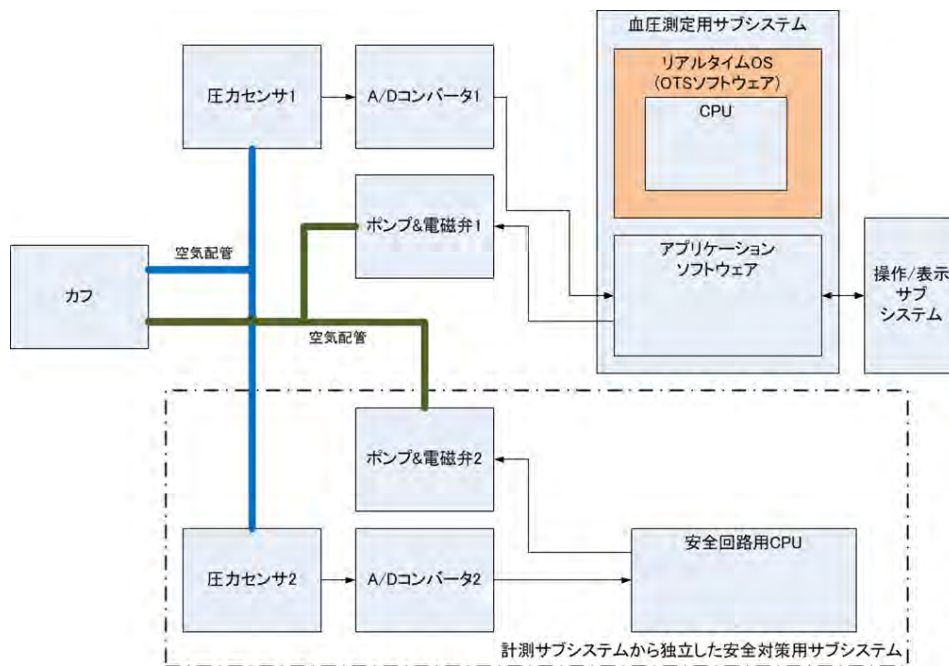 血圧測定用サブシステム
圧力センサ1
A/Dコンバータ1
リアルタイムOS
(OTSソフトウェア)
CPU
ポンプ&電磁弁1
空気配管
カフ
アプリケーション
ソフトウェア
操作/表示
サブ
システム
空気配管
ポンプ&電磁弁2
圧力センサ2
A/Dコンバータ2
安全回路用CPU
計測サブシステムから独立した安全対策用サブシステム